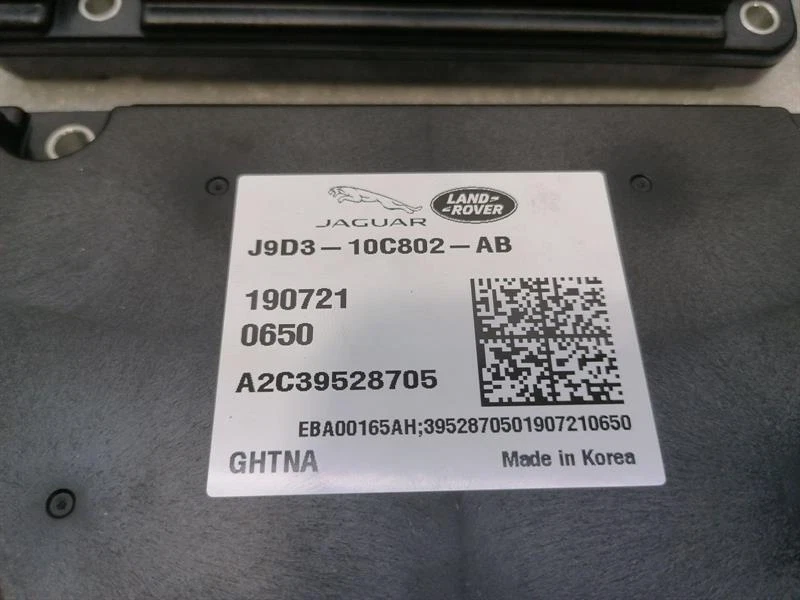 JAGUAR
LAND
ROVER
J9D3-10C802-AB
190721
0650
A2C39528705
EBA00165AH;3952870501907210650
GHTNA
Made in Korea